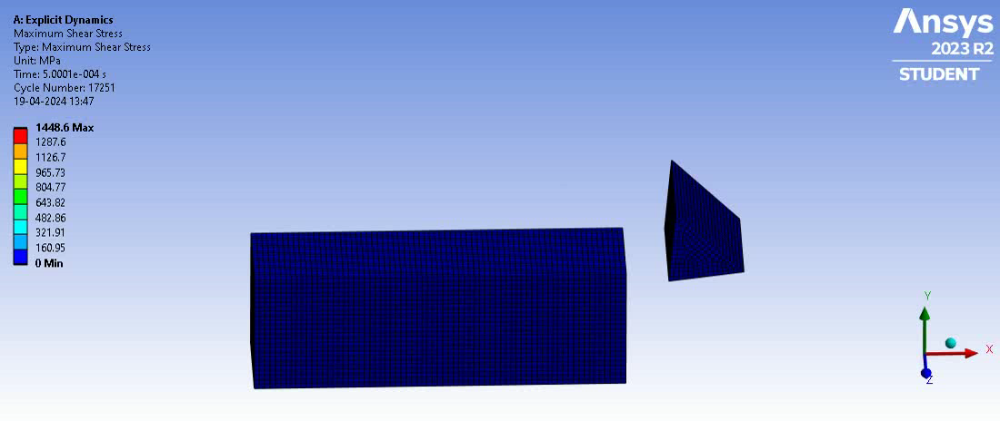 A: Explicit Dynamics
Maximum Shear Stress
Type: Maximum Shear Stress
Unit: MPa
Time: 5.0001e-004 s
Cycle Number: 17251
19-04-2024 13:47
1448.6 Max
1287.6
1126.7
965.73
804.77
643.82
482.86
321.91
160.95
0 Min
Ansys
2023 R2
STUDENT
Y
X
Z